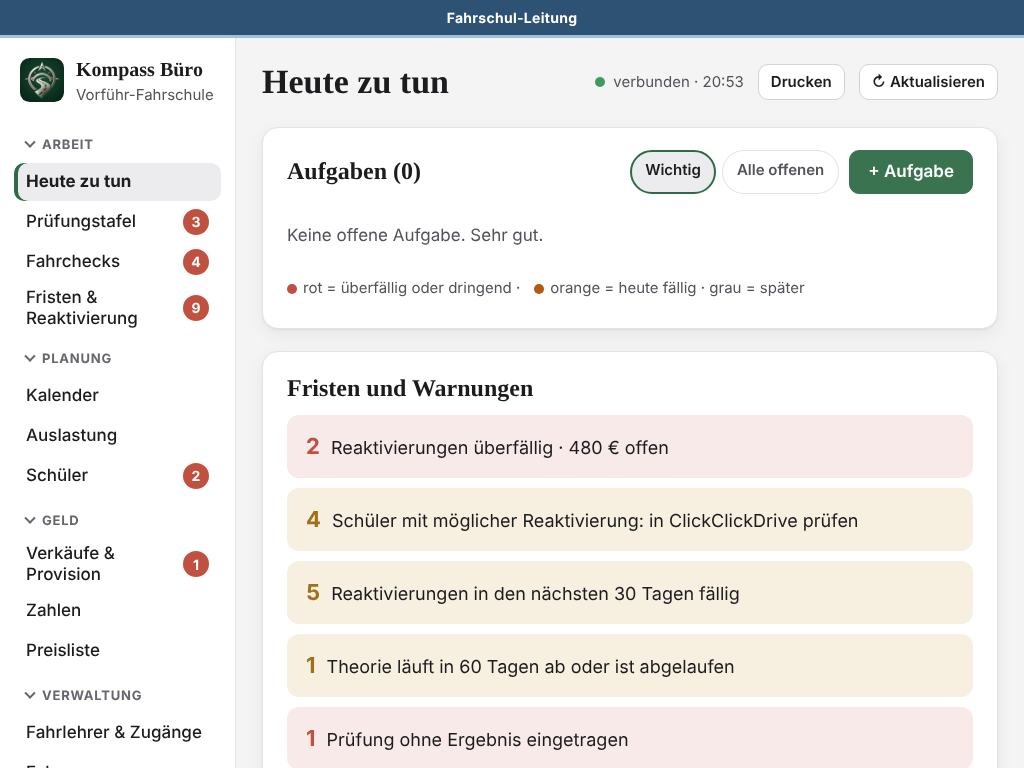 Fahrschul-Leitung
Kompass Büro
Vorführ-Fahrschule
ARBEIT
Heute zu tun
Prüfungstafel 3
Fahrchecks 4
Fristen &
Reaktivierung 9
PLANUNG
Kalender
Auslastung
Schüler 2
GELD
Verkäufe &
Provision 1
Zahlen
Preisliste
VERWALTUNG
Fahrlehrer & Zugänge
Heute zu tun
verbunden · 20:53
Drucken
Aktualisieren
Aufgaben (0)
Wichtig
Alle offenen
+ Aufgabe
Keine offene Aufgabe. Sehr gut.
rot = überfällig oder dringend · orange = heute fällig · grau = später
Fristen und Warnungen
2 Reaktivierungen überfällig · 480 € offen
4 Schüler mit möglicher Reaktivierung: in ClickClickDrive prüfen
5 Reaktivierungen in den nächsten 30 Tagen fällig
1 Theorie läuft in 60 Tagen ab oder ist abgelaufen
1 Prüfung ohne Ergebnis eingetragen